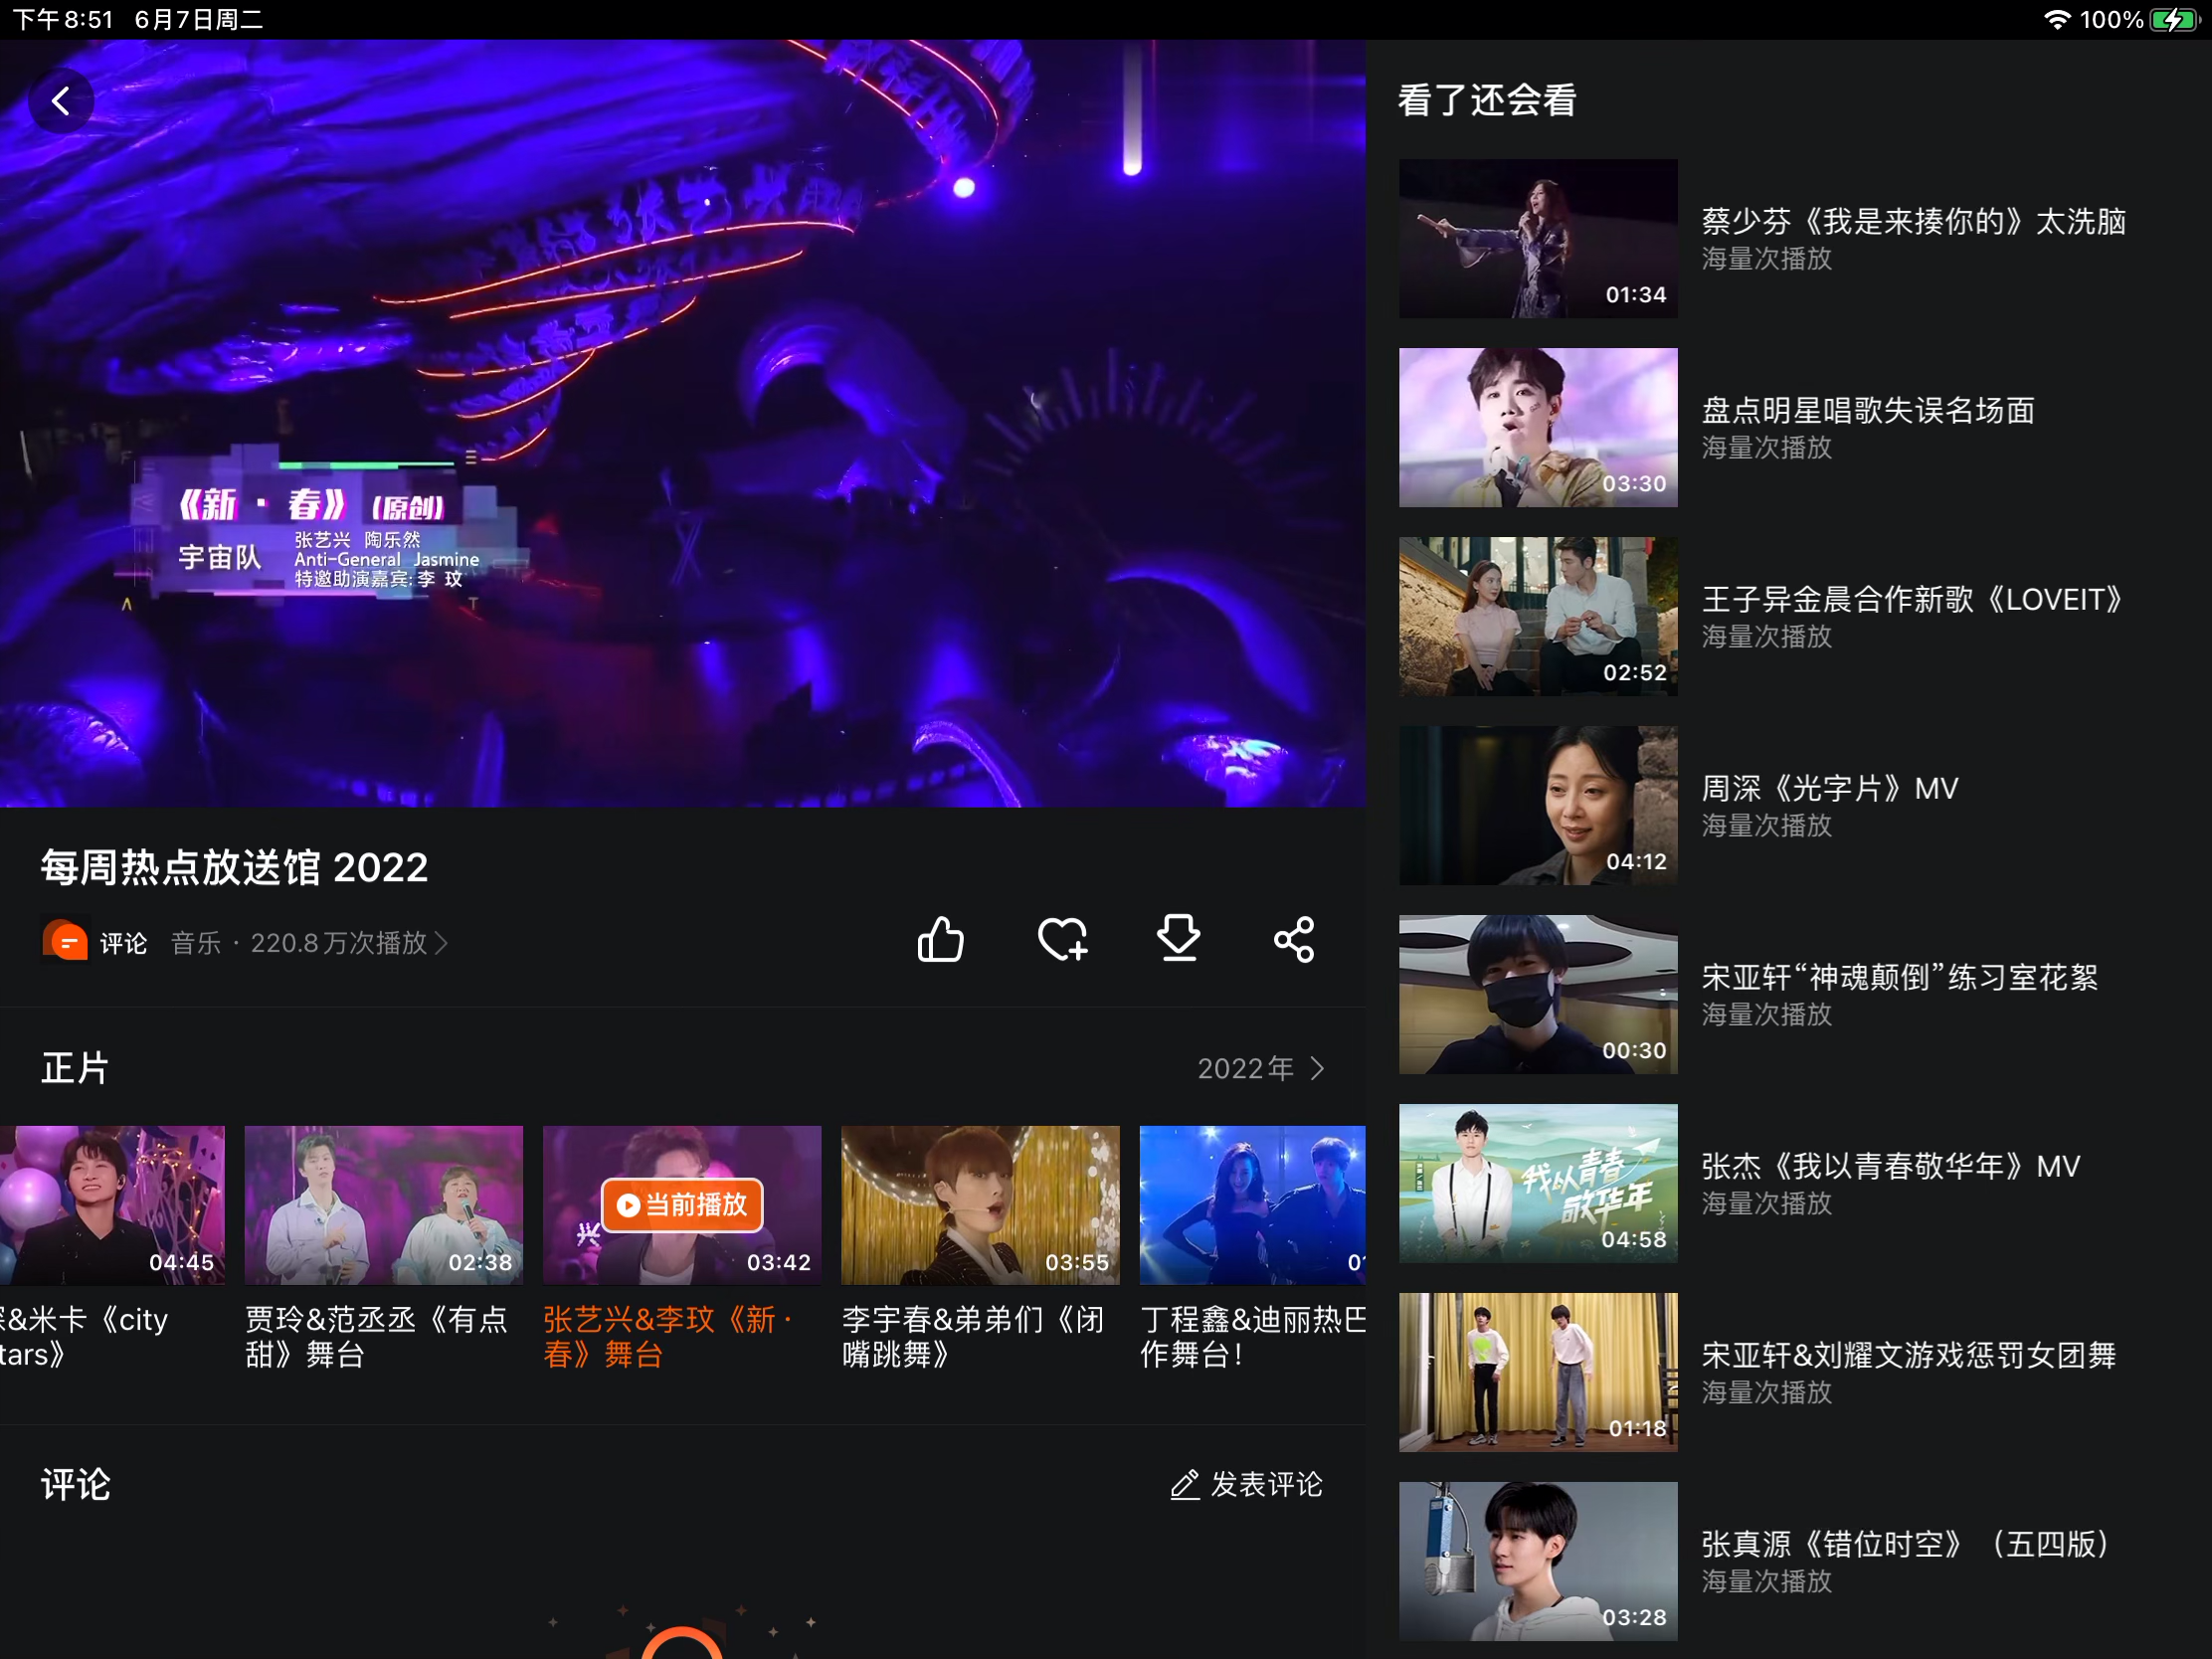 下午8:51 6月7日周二
100%
《新·春》(原创)
宇宙队
张艺兴 陶乐然
Anti-General Jasmine
特邀助演嘉宾:李 玟
每周热点放送馆 2022
评论 音乐 · 220.8万次播放
正片
2022年
04:45
&米卡《city
tars》
02:38
贾玲&范丞丞《有点
甜》舞台
当前播放
兴
03:42
张艺兴&李玟《新·
春》舞台
03:55
李宇春&弟弟们《闭
嘴跳舞》
丁程鑫&迪丽热巴
作舞台！
评论
发表评论
看了还会看
01:34
蔡少芬《我是来揍你的》太洗脑
海量次播放
03:30
盘点明星唱歌失误名场面
海量次播放
02:52
王子异金晨合作新歌《LOVEIT》
海量次播放
04:12
周深《光字片》MV
海量次播放
00:30
宋亚轩“神魂颠倒”练习室花絮
海量次播放
我以青春
敬华年
04:58
张杰《我以青春敬华年》MV
海量次播放
01:18
宋亚轩&刘耀文游戏惩罚女团舞
海量次播放
03:28
张真源《错位时空》（五四版）
海量次播放